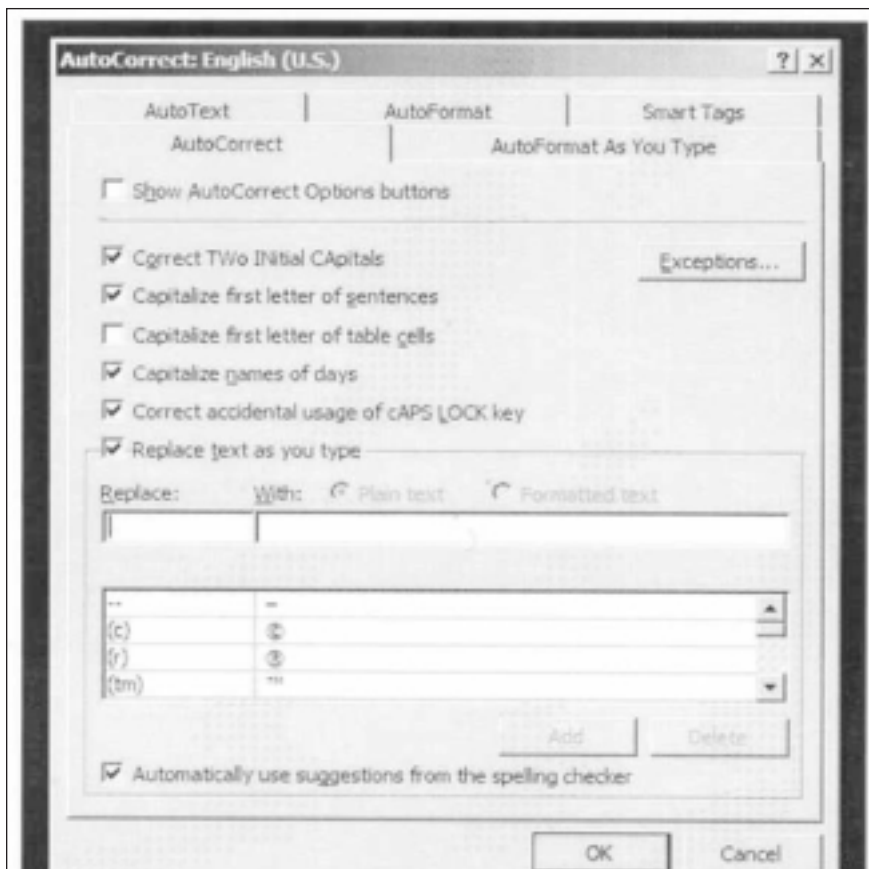 AutoCorrect: English (U.S.) ? ×
AutoText AutoFormat Smart Tags
AutoCorrect AutoFormat As You Type
Show AutoCorrect Options buttons
Correct TWo INitial CApitals Exceptions...
Capitalize first letter of sentences
Capitalize first letter of table cells
Capitalize names of days
Correct accidental usage of cAPS LOCK key
Replace text as you type
Replace: With: Plain text Formatted text
-- –
(c) ©
(r) ®
(tm) ™
Add Delete
Automatically use suggestions from the spelling checker
OK Cancel